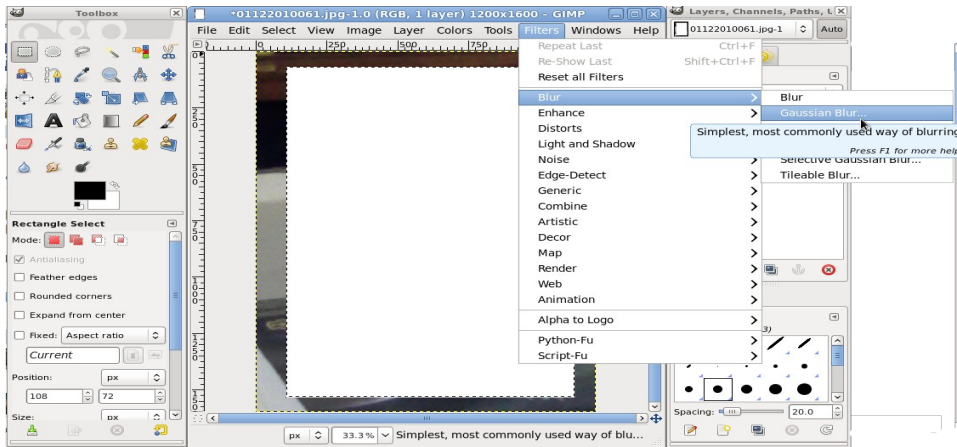 Toolbox
*01122010061.jpg-1.0 (RGB, 1 layer) 1200x1600 – GIMP
Layers, Channels, Paths, L
File Edit Select View Image Layer Colors Tools Filters Windows Help
01122010061.jpg-1 Auto
0 250 500 750
Repeat Last Ctrl+F
Re-Show Last Shift+Ctrl+F
Reset all Filters
Blur
Enhance
Distorts
Light and Shadow
Noise
Edge-Detect
Generic
Combine
Artistic
Decor
Map
Render
Web
Animation
Alpha to Logo
Python-Fu
Script-Fu
Blur
Gaussian Blur...
Simplest, most commonly used way of blurring
Press F1 for more help
Selective Gaussian Blur...
Tileable Blur...
Rectangle Select
Mode:
Antialiasing
Feather edges
Rounded corners
Expand from center
Fixed: Aspect ratio
Current
Position: px
108 72
Size: px
3)
Spacing: 20.0
px 33.3% Simplest, most commonly used way of blu...